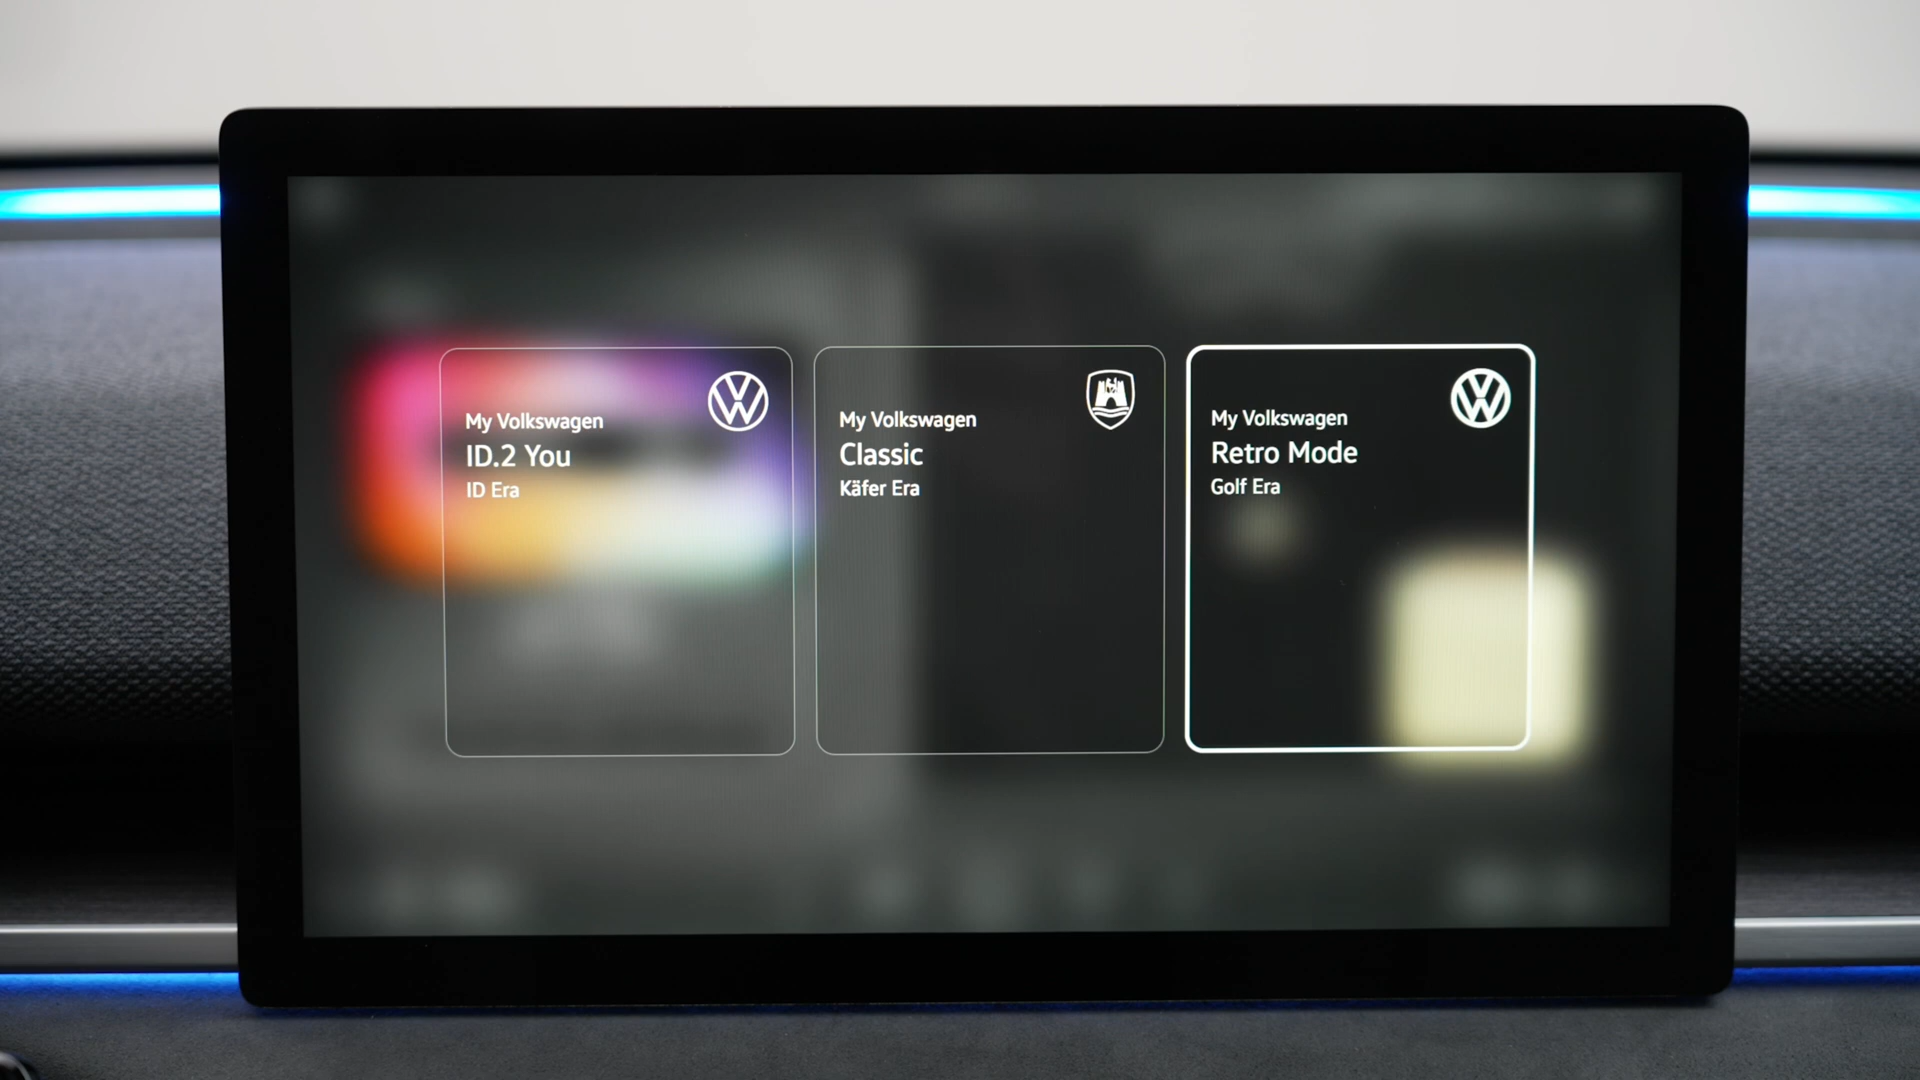 My Volkswagen
ID.2 You
ID Era
My Volkswagen
Classic
Käfer Era
My Volkswagen
Retro Mode
Golf Era